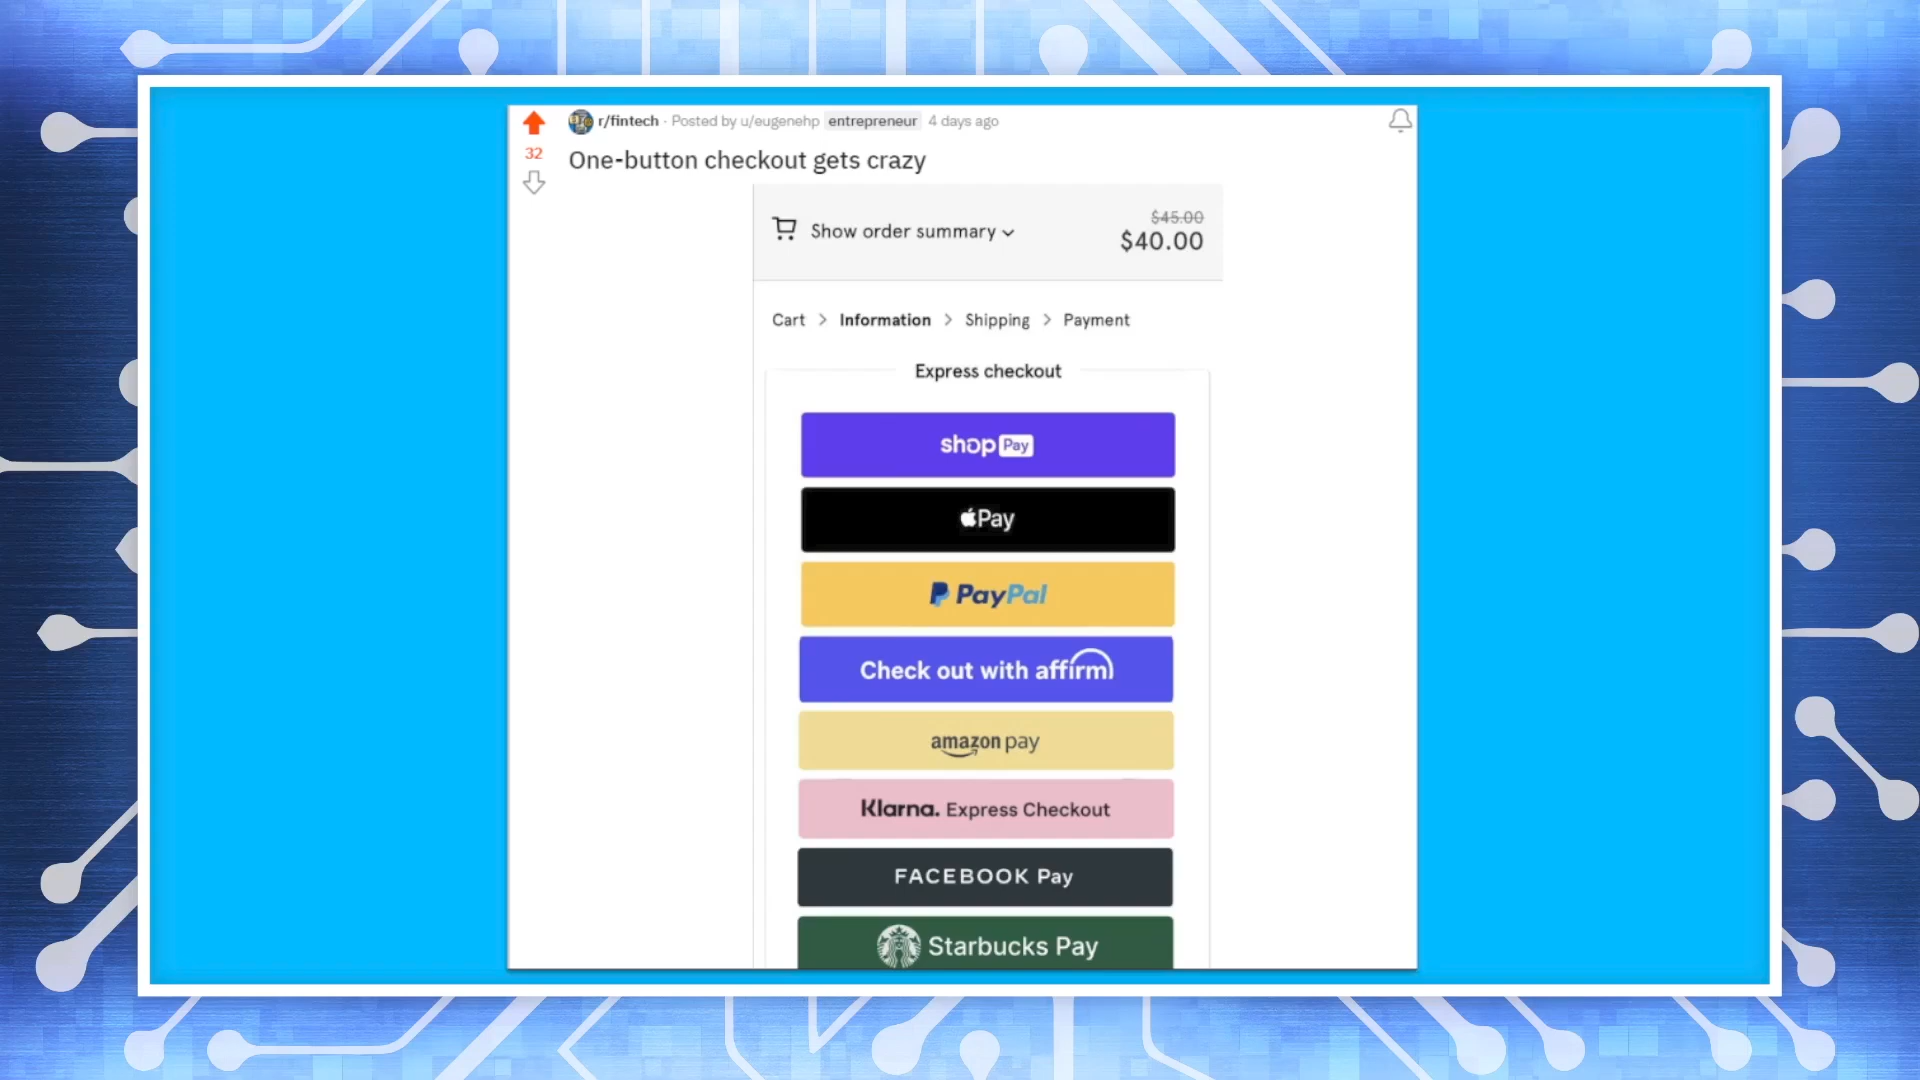 r/fintech · Posted by u/eugenehp entrepreneur 4 days ago
32
One-button checkout gets crazy
Show order summary
$45.00
$40.00
Cart > Information > Shipping > Payment
Express checkout
shop Pay
Pay
PayPal
Check out with affirm
amazon pay
Klarna. Express Checkout
FACEBOOK Pay
Starbucks Pay